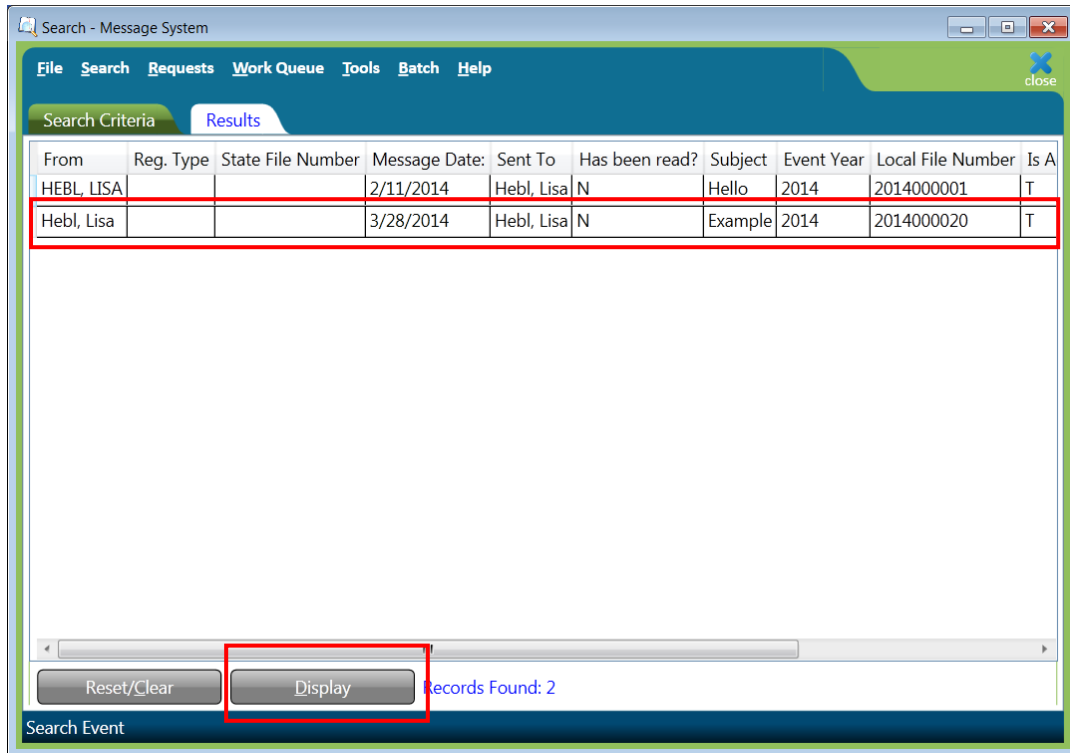 Search - Message System
File Search Requests Work Queue Tools Batch Help
close
Search Criteria Results
From Reg. Type State File Number Message Date: Sent To Has been read? Subject Event Year Local File Number Is A
HEBL, LISA 2/11/2014 Hebl, Lisa N Hello 2014 2014000001 T
Hebl, Lisa 3/28/2014 Hebl, Lisa N Example 2014 2014000020 T
Reset/Clear Display Records Found: 2
Search Event